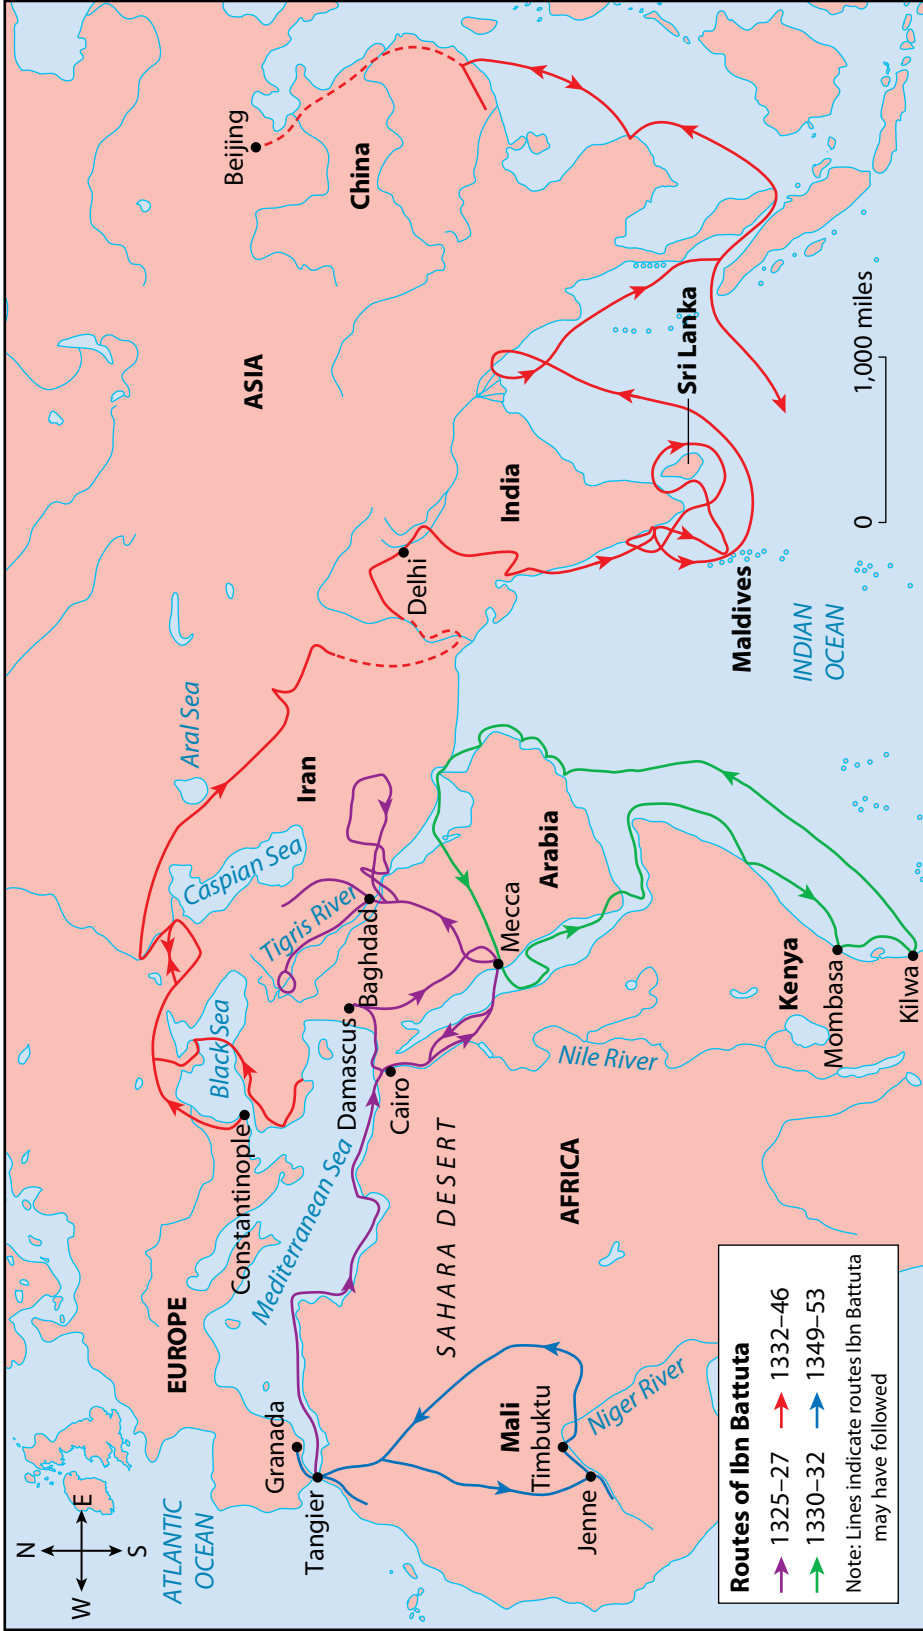 N
W
E
S
ATLANTIC
OCEAN
EUROPE
Granada
Tangier
Mediterranean Sea
Constantinople
Black Sea
Caspian Sea
Aral Sea
ASIA
Beijing
China
Tigris River
Iran
Damascus
Baghdad
Cairo
SAHARA DESERT
Mecca
Arabia
Delhi
India
Sri Lanka
Maldives
INDIAN
OCEAN
Mali
Timbuktu
Jenne
Niger River
AFRICA
Nile River
Kenya
Mombasa
Kilwa
0
1,000 miles
Routes of Ibn Battuta
1325–27
1332–46
1330–32
1349–53
Note: Lines indicate routes Ibn Battuta
may have followed